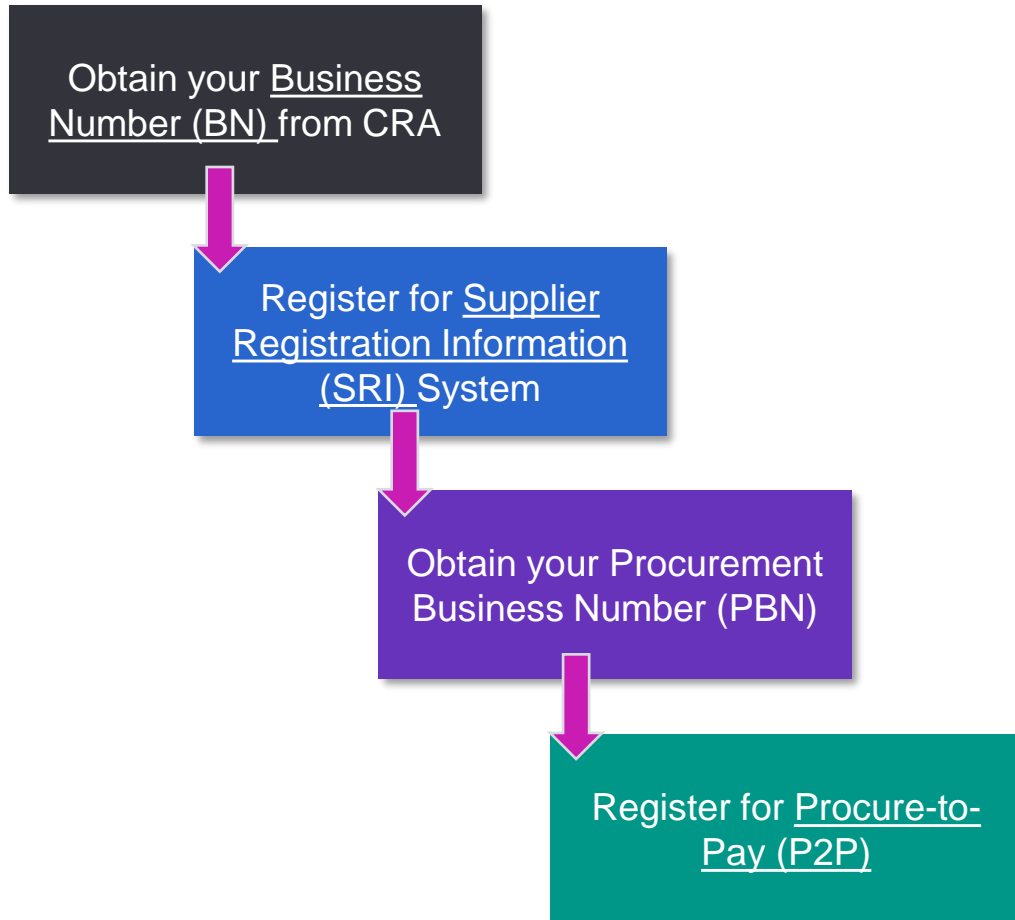 Obtain your Business
Number (BN) from CRA
Register for Supplier
Registration Information
(SRI) System
Obtain your Procurement
Business Number (PBN)
Register for Procure-to-
Pay (P2P)